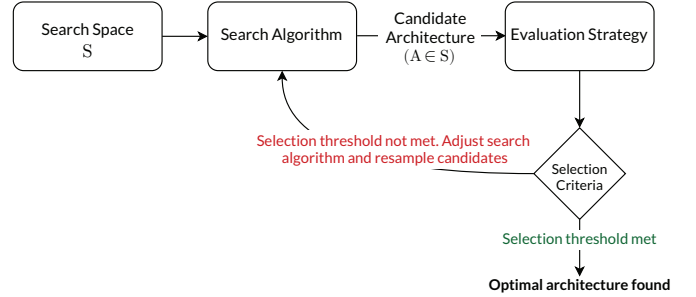 Search Space
S
Search Algorithm
Candidate
Architecture
(A ∈ S)
Evaluation Strategy
Selection threshold not met. Adjust search
algorithm and resample candidates
Selection
Criteria
Selection threshold met
Optimal architecture found